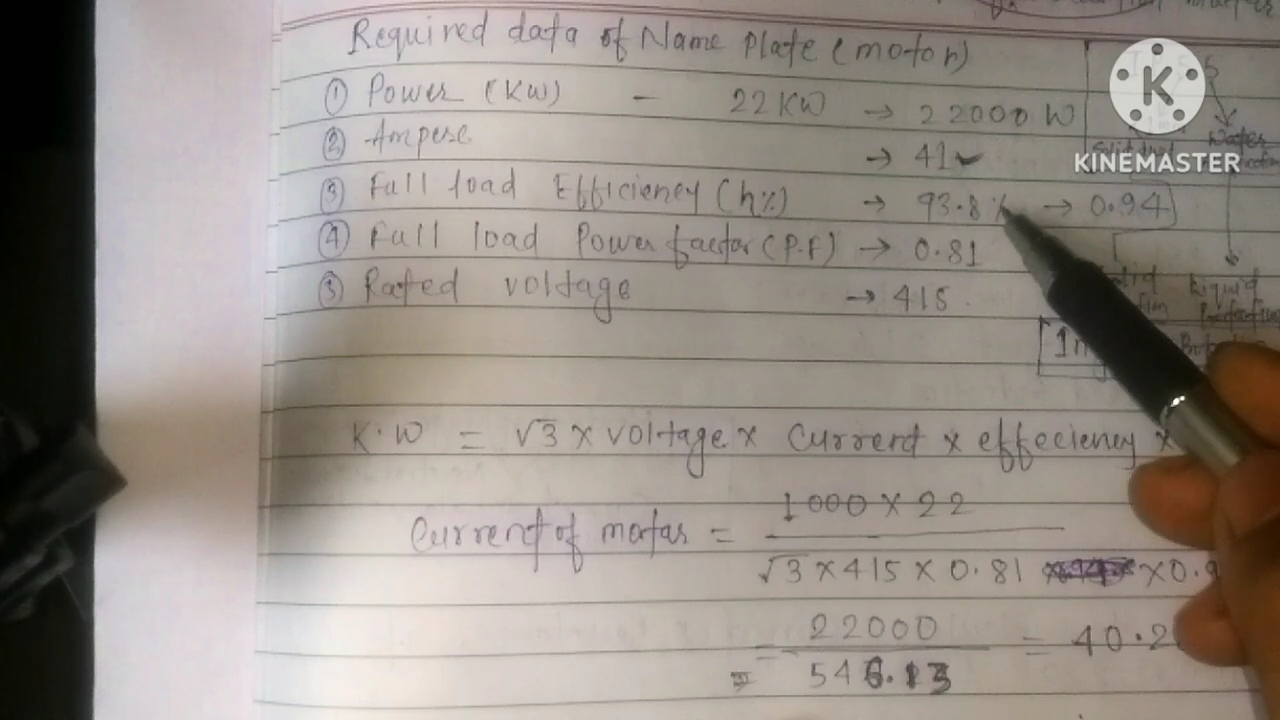 Required data of Name Plate (motor)
① Power (KW) - 22 KW → 22000 W
② Ampere → 41
③ Full load Efficiency (h%) → 93.8% → 0.94
④ Full load Power factor (P.F) → 0.81
⑤ Rated voltage → 415
K.W = √3 x voltage x Current x effeciency x
Current of motar = 1000 x 22
√3 x 415 x 0.81 x 0.9
= 22000 = 40.2
546.13
KINEMASTER
Liquid